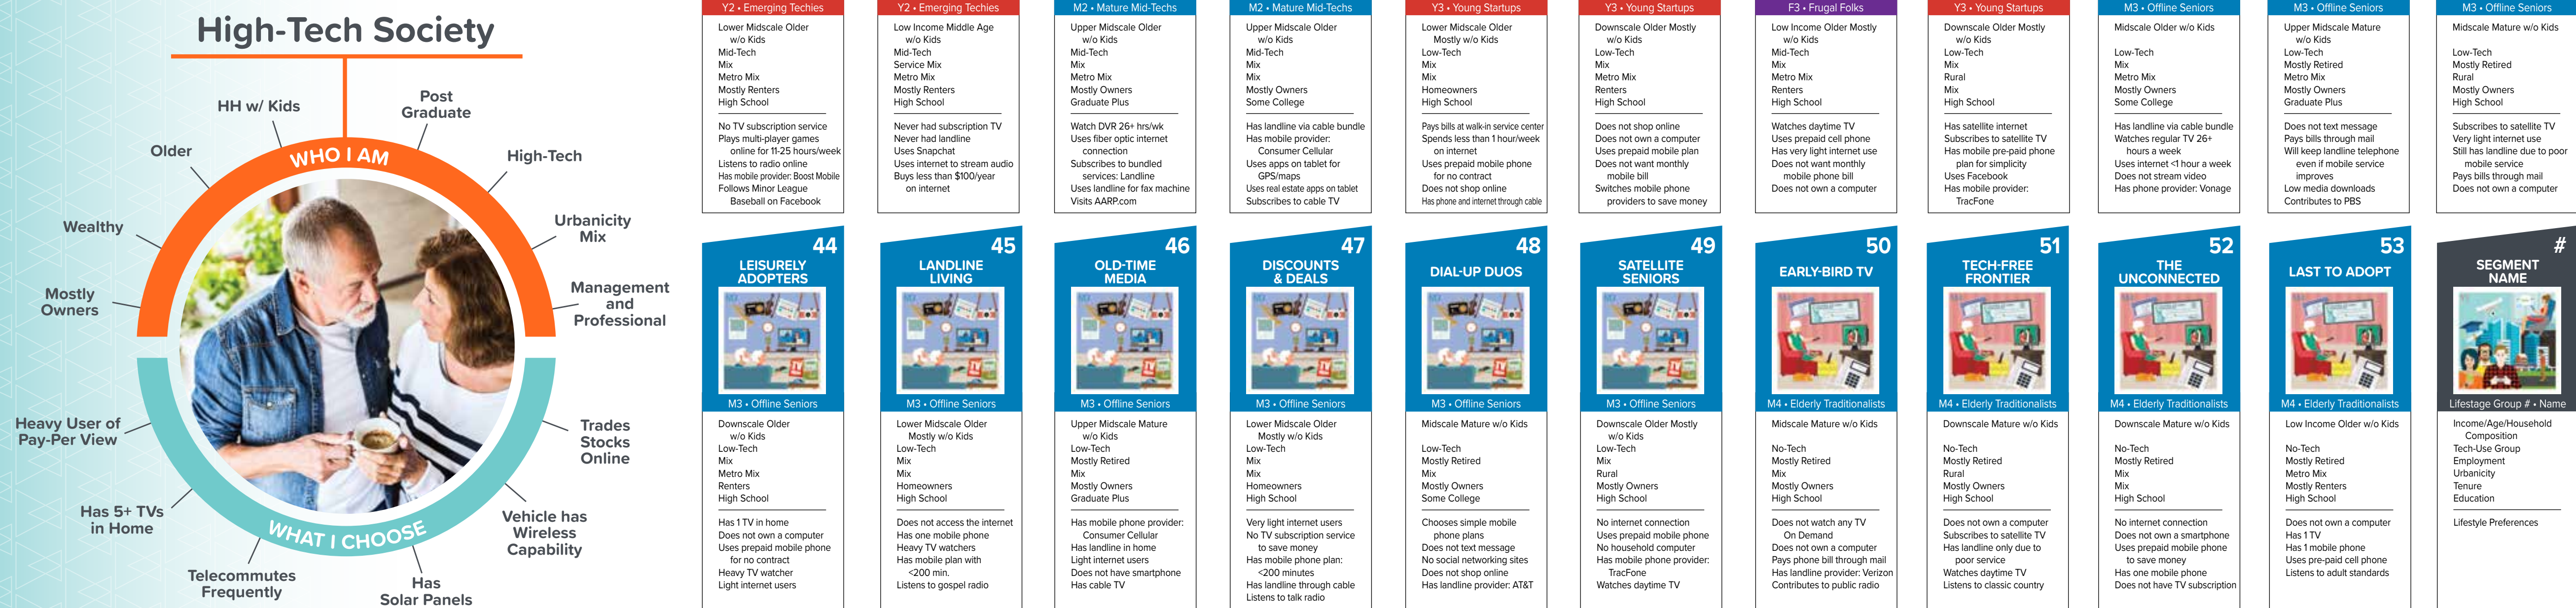 High-Tech Society
HH w/ Kids
Post
Graduate
Older
High-Tech
WHO I AM
Wealthy
Urbanicity
Mix
Mostly
Owners
Management
and
Professional
Heavy User of
Pay-Per View
Trades
Stocks
Online
Has 5+ TVs
in Home
Vehicle has
Wireless
Capability
WHAT I CHOOSE
Telecommutes
Frequently
Has
Solar Panels
Y2 • Emerging Techies
Lower Midscale Older
w/o Kids
Mid-Tech
Mix
Metro Mix
Mostly Renters
High School
No TV subscription service
Plays multi-player games
online for 11-25 hours/week
Listens to radio online
Has mobile provider: Boost Mobile
Follows Minor League
Baseball on Facebook
Y2 • Emerging Techies
Low Income Middle Age
w/o Kids
Mid-Tech
Service Mix
Metro Mix
Mostly Renters
High School
Never had subscription TV
Never had landline
Uses Snapchat
Uses internet to stream audio
Buys less than $100/year
on internet
M2 • Mature Mid-Techs
Upper Midscale Older
w/o Kids
Mid-Tech
Mix
Metro Mix
Mostly Owners
Graduate Plus
Watch DVR 26+ hrs/wk
Uses fiber optic internet
connection
Subscribes to bundled
services: Landline
Uses landline for fax machine
Visits AARP.com
M2 • Mature Mid-Techs
Upper Midscale Older
w/o Kids
Mid-Tech
Mix
Mix
Mostly Owners
Some College
Has landline via cable bundle
Has mobile provider:
Consumer Cellular
Uses apps on tablet for
GPS/maps
Uses real estate apps on tablet
Subscribes to cable TV
Y3 • Young Startups
Lower Midscale Older
Mostly w/o Kids
Low-Tech
Mix
Mix
Homeowners
High School
Pays bills at walk-in service center
Spends less than 1 hour/week
on internet
Uses prepaid mobile phone
for no contract
Does not shop online
Has phone and internet through cable
Y3 • Young Startups
Downscale Older Mostly
w/o Kids
Low-Tech
Mix
Metro Mix
Renters
High School
Does not shop online
Does not own a computer
Uses prepaid mobile plan
Does not want monthly
mobile bill
Switches mobile phone
providers to save money
F3 • Frugal Folks
Low Income Older Mostly
w/o Kids
Mid-Tech
Mix
Metro Mix
Renters
High School
Watches daytime TV
Uses prepaid cell phone
Has very light internet use
Does not want monthly
mobile phone bill
Does not own a computer
Y3 • Young Startups
Downscale Older Mostly
w/o Kids
Low-Tech
Mix
Rural
Mix
High School
Has satellite internet
Subscribes to satellite TV
Has mobile pre-paid phone
plan for simplicity
Uses Facebook
Has mobile provider:
TracFone
M3 • Offline Seniors
Midscale Older w/o Kids
Low-Tech
Mix
Metro Mix
Mostly Owners
Some College
Has landline via cable bundle
Watches regular TV 26+
hours a week
Uses internet <1 hour a week
Does not stream video
Has phone provider: Vonage
M3 • Offline Seniors
Upper Midscale Mature
w/o Kids
Low-Tech
Mostly Retired
Metro Mix
Mostly Owners
Graduate Plus
Does not text message
Pays bills through mail
Will keep landline telephone
even if mobile service
improves
Low media downloads
Contributes to PBS
M3 • Offline Seniors
Midscale Mature w/o Kids
Low-Tech
Mostly Retired
Rural
Mostly Owners
High School
Subscribes to satellite TV
Very light internet use
Still has landline due to poor
mobile service
Pays bills through mail
Does not own a computer
44
LEISURELY
ADOPTERS
M3 • Offline Seniors
Downscale Older
w/o Kids
Low-Tech
Mix
Metro Mix
Renters
High School
Has 1 TV in home
Does not own a computer
Uses prepaid mobile phone
for no contract
Heavy TV watcher
Light internet users
45
LANDLINE
LIVING
M3 • Offline Seniors
Lower Midscale Older
Mostly w/o Kids
Low-Tech
Mix
Mix
Homeowners
High School
Does not access the internet
Has one mobile phone
Heavy TV watchers
Has mobile plan with
<200 min.
Listens to gospel radio
46
OLD-TIME
MEDIA
M3 • Offline Seniors
Upper Midscale Mature
w/o Kids
Low-Tech
Mostly Retired
Mix
Mostly Owners
Graduate Plus
Has mobile phone provider:
Consumer Cellular
Has landline in home
Light internet users
Does not have smartphone
Has cable TV
47
DISCOUNTS
& DEALS
M3 • Offline Seniors
Lower Midscale Older
Mostly w/o Kids
Low-Tech
Mix
Mix
Homeowners
High School
Very light internet users
No TV subscription service
to save money
Has mobile phone plan:
<200 minutes
Has landline through cable
Listens to talk radio
48
DIAL-UP DUOS
M3 • Offline Seniors
Midscale Mature w/o Kids
Low-Tech
Mostly Retired
Mix
Mostly Owners
Some College
Chooses simple mobile
phone plans
Does not text message
No social networking sites
Does not shop online
Has landline provider: AT&T
49
SATELLITE
SENIORS
M3 • Offline Seniors
Downscale Older Mostly
w/o Kids
Low-Tech
Mix
Rural
Mostly Owners
High School
No internet connection
Uses prepaid mobile phone
No household computer
Has mobile phone provider:
TracFone
Watches daytime TV
50
EARLY-BIRD TV
M4 • Elderly Traditionalists
Midscale Mature w/o Kids
No-Tech
Mostly Retired
Mix
Mostly Owners
High School
Does not watch any TV
On Demand
Does not own a computer
Pays phone bill through mail
Has landline provider: Verizon
Contributes to public radio
51
TECH-FREE
FRONTIER
M4 • Elderly Traditionalists
Downscale Mature w/o Kids
No-Tech
Mostly Retired
Rural
Mostly Owners
High School
Does not own a computer
Subscribes to satellite TV
Has landline only due to
poor service
Watches daytime TV
Listens to classic country
52
THE
UNCONNECTED
M4 • Elderly Traditionalists
Downscale Mature w/o Kids
No-Tech
Mostly Retired
Mix
Mix
High School
No internet connection
Does not own a smartphone
Uses prepaid mobile phone
to save money
Has one mobile phone
Does not have TV subscription
53
LAST TO ADOPT
M4 • Elderly Traditionalists
Low Income Older w/o Kids
No-Tech
Mostly Retired
Metro Mix
Mostly Renters
High School
Does not own a computer
Has 1 TV
Has 1 mobile phone
Uses pre-paid cell phone
Listens to adult standards
#
SEGMENT
NAME
Lifestage Group # • Name
Income/Age/Household
Composition
Tech-Use Group
Employment
Urbanicity
Tenure
Education
Lifestyle Preferences